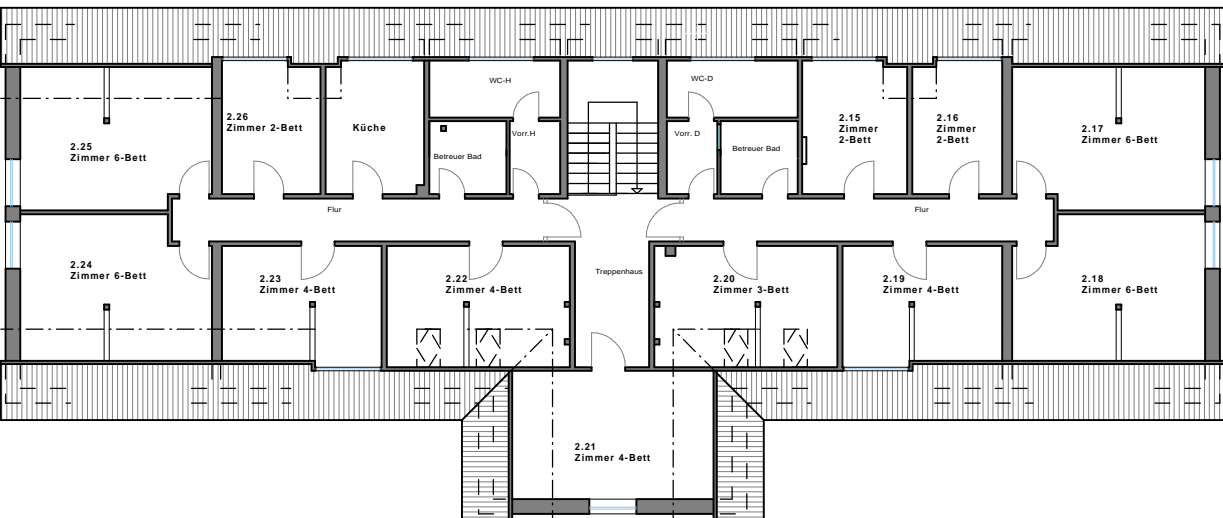 WC-H
WC-D
2.26
Zimmer 2-Bett
Küche
2.15
Zimmer
2-Bett
2.16
Zimmer
2-Bett
2.17
Zimmer 6-Bett
2.25
Zimmer 6-Bett
Betreuer Bad
Vorr.H
Vorr. D
Betreuer Bad
Flur
Flur
2.24
Zimmer 6-Bett
2.23
Zimmer 4-Bett
2.22
Zimmer 4-Bett
Treppenhaus
2.20
Zimmer 3-Bett
2.19
Zimmer 4-Bett
2.18
Zimmer 6-Bett
2.21
Zimmer 4-Bett